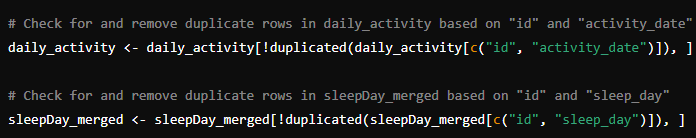 # Check for and remove duplicate rows in daily_activity based on "id" and "activity_date"
daily_activity <- daily_activity[!duplicated(daily_activity[c("id", "activity_date")]), ]
# Check for and remove duplicate rows in sleepDay_merged based on "id" and "sleep_day"
sleepDay_merged <- sleepDay_merged[!duplicated(sleepDay_merged[c("id", "sleep_day")]), ]